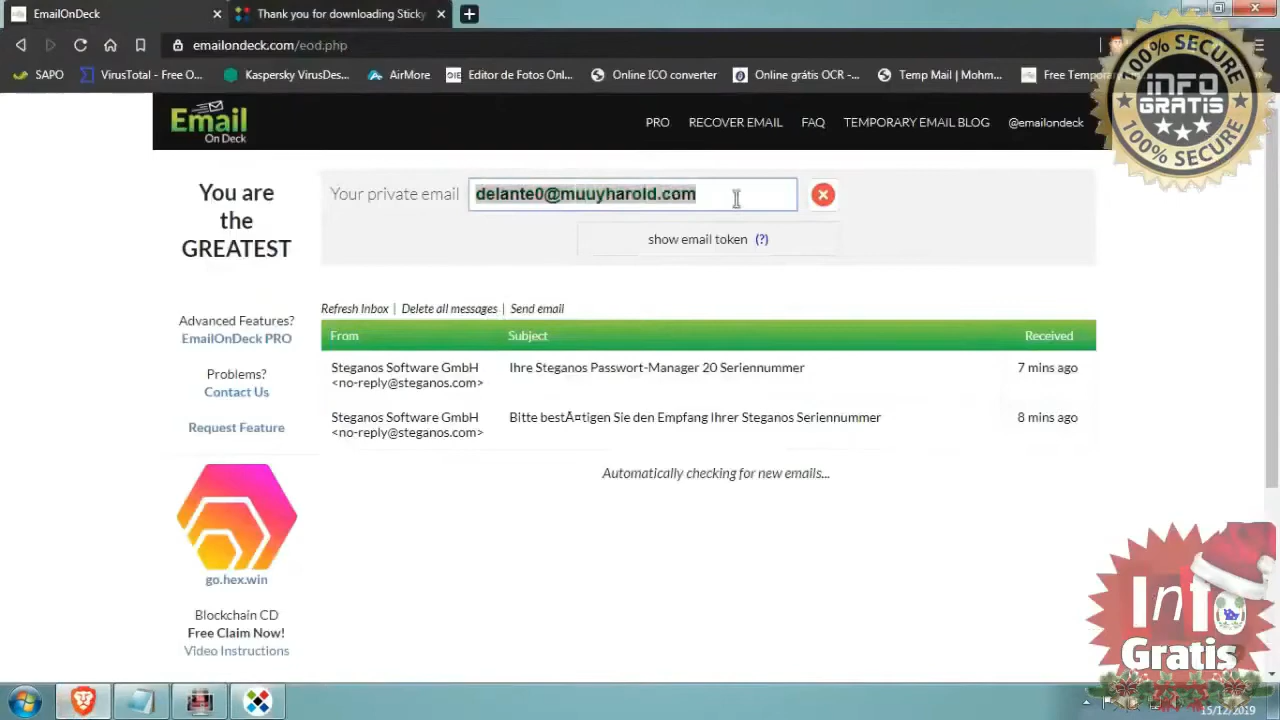 EmailOnDeck
Thank you for downloading Sticky
emailondeck.com/eod.php
SAPO
VirusTotal - Free O...
Kaspersky VirusDes...
AirMore
Editor de Fotos Onl...
Online ICO converter
Online grátis OCR -...
Temp Mail | Mohm...
Free Tempora
100% SECURE
INFO
GRATIS
100% SECURE
Email
On Deck
PRO
RECOVER EMAIL
FAQ
TEMPORARY EMAIL BLOG
@emailondeck
You are
the
GREATEST
Your private email
delante0@muuyharold.com
show email token (?)
Advanced Features?
EmailOnDeck PRO
Problems?
Contact Us
Request Feature
Refresh Inbox | Delete all messages | Send email
From Subject Received
Steganos Software GmbH Ihre Steganos Passwort-Manager 20 Seriennummer 7 mins ago
<no-reply@steganos.com>
Steganos Software GmbH Bitte bestÃ¤tigen Sie den Empfang Ihrer Steganos Seriennummer 8 mins ago
<no-reply@steganos.com>
Automatically checking for new emails...
go.hex.win
Blockchain CD
Free Claim Now!
Video Instructions
Info
Gratis
15/12/2019